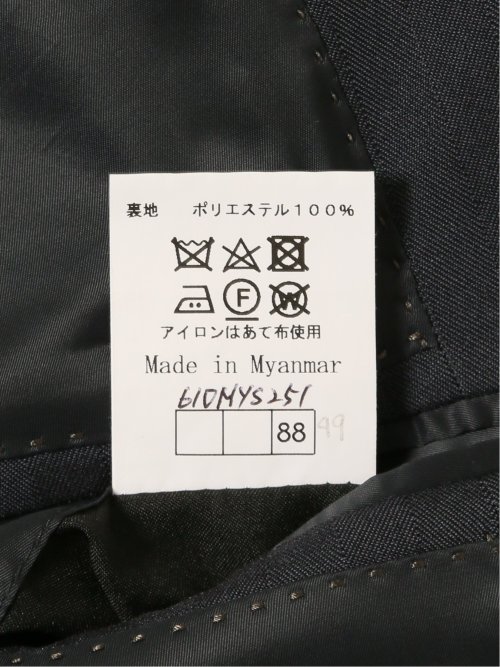 裏地　ポリエステル１００％
F W
アイロンはあて布使用
Made in Myanmar
610MYS251
88 99